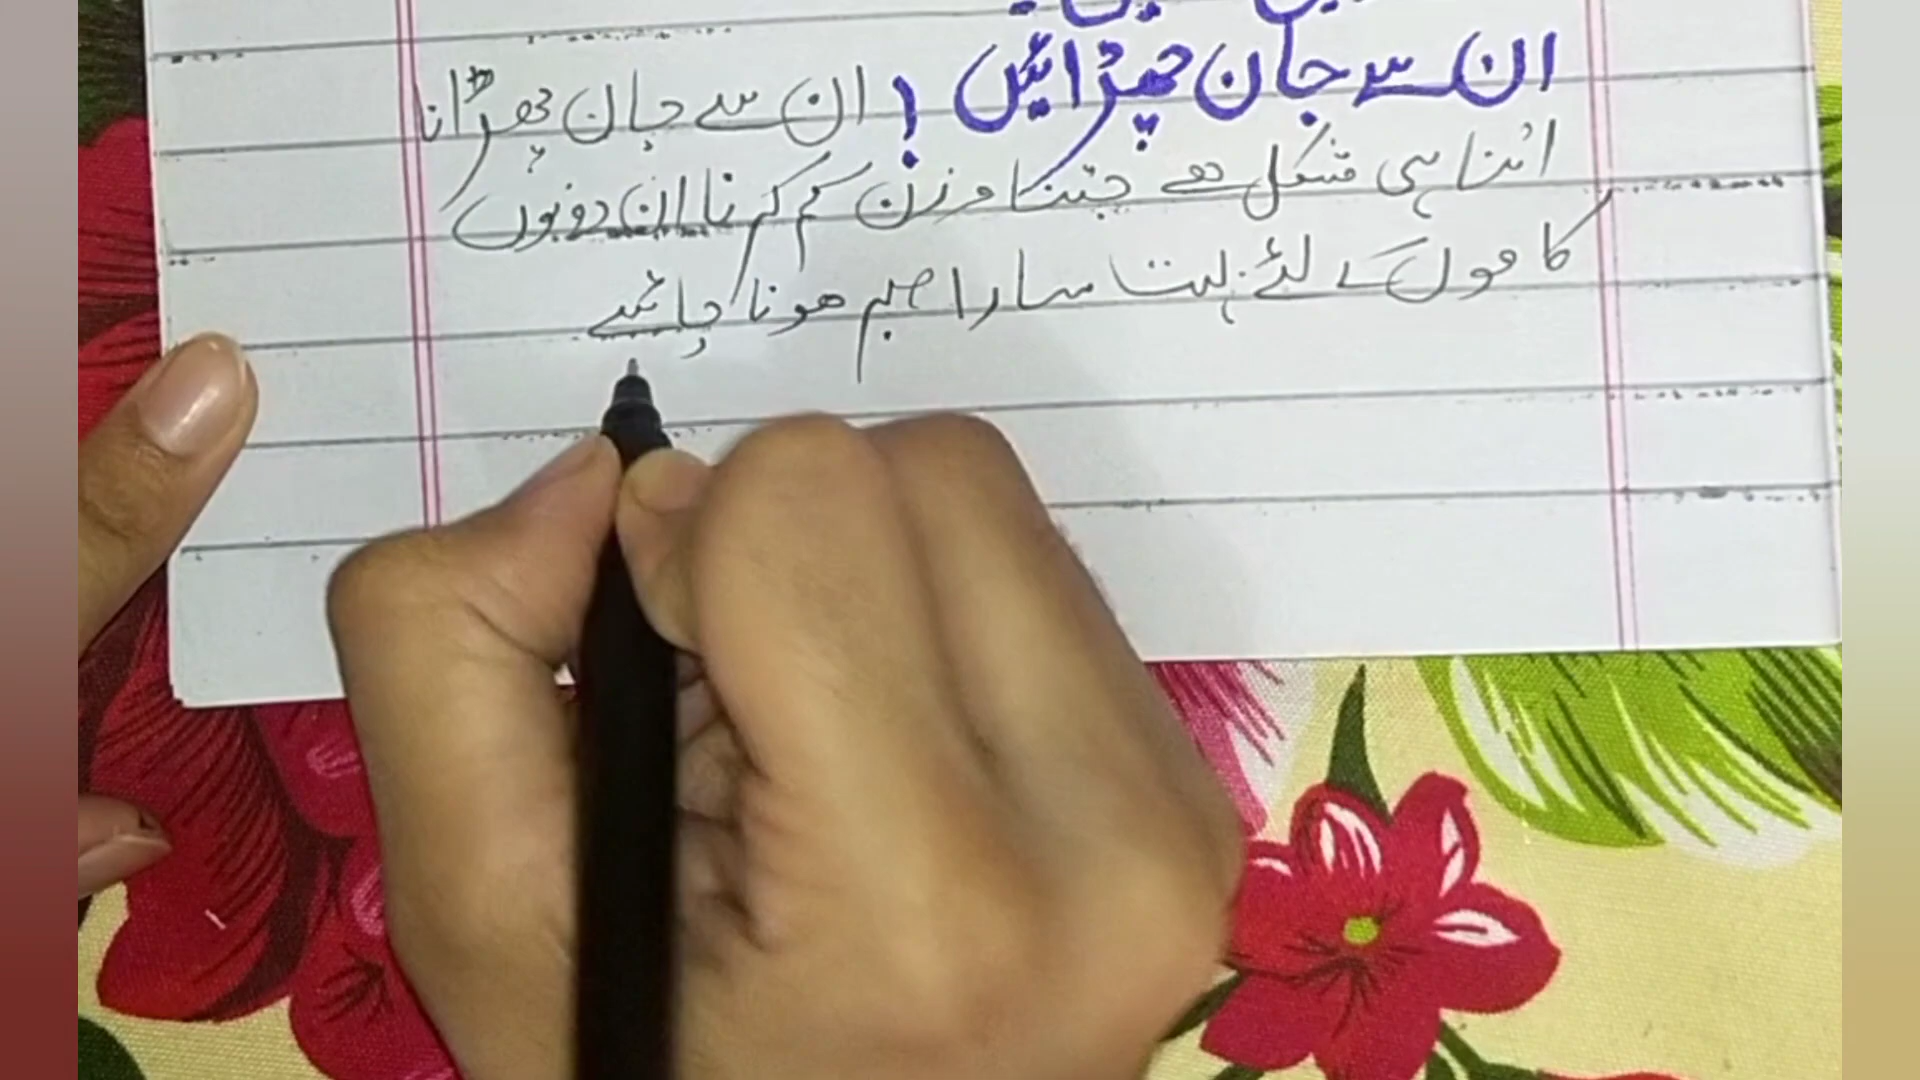 ان سے جان چھڑائیں! ان سے جان چھڑانا
اتنا ہی مشکل ہے جتنا وزن کم کرنا ان دونوں
کاموں کے لئے بہت سارا صبر ہونا چاہئے